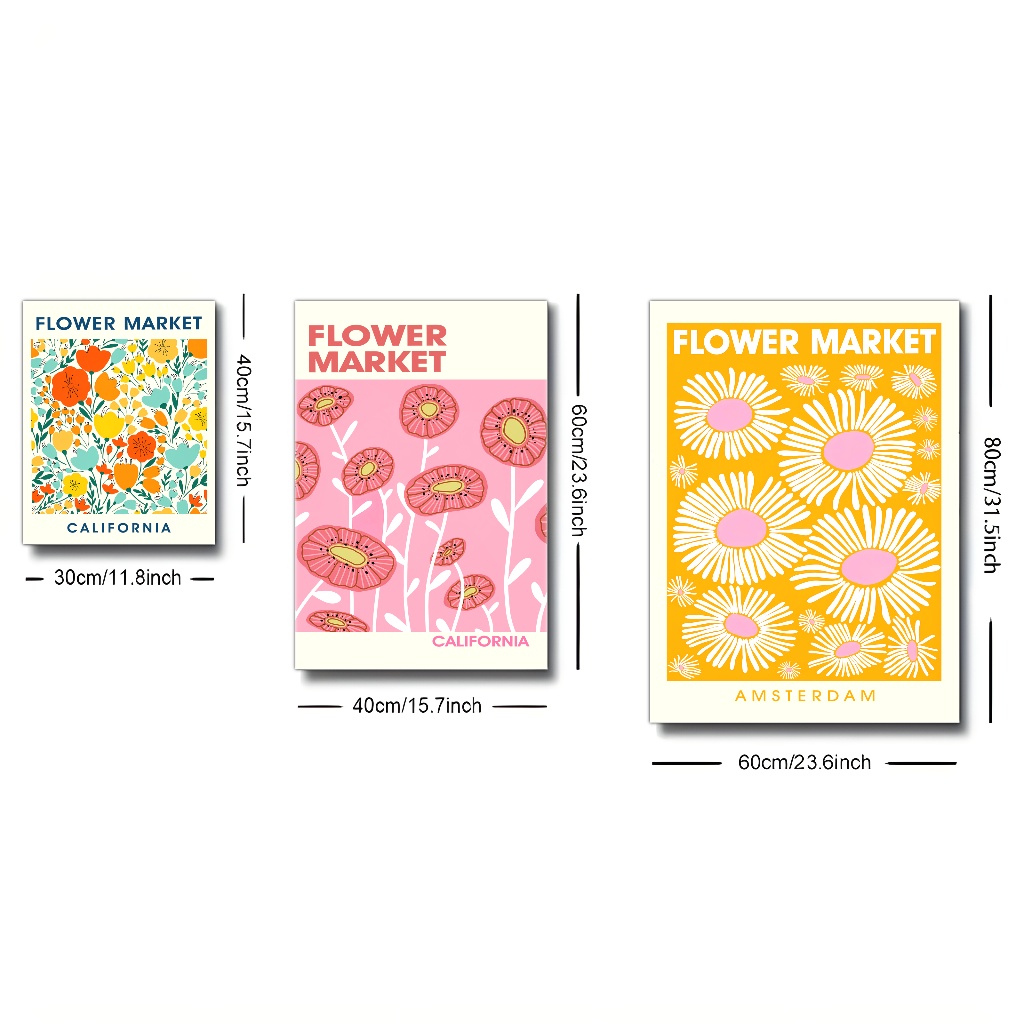 FLOWER MARKET
CALIFORNIA
30cm/11.8inch
40cm/15.7inch
FLOWER
MARKET
CALIFORNIA
40cm/15.7inch
60cm/23.6inch
FLOWER MARKET
AMSTERDAM
60cm/23.6inch
80cm/31.5inch